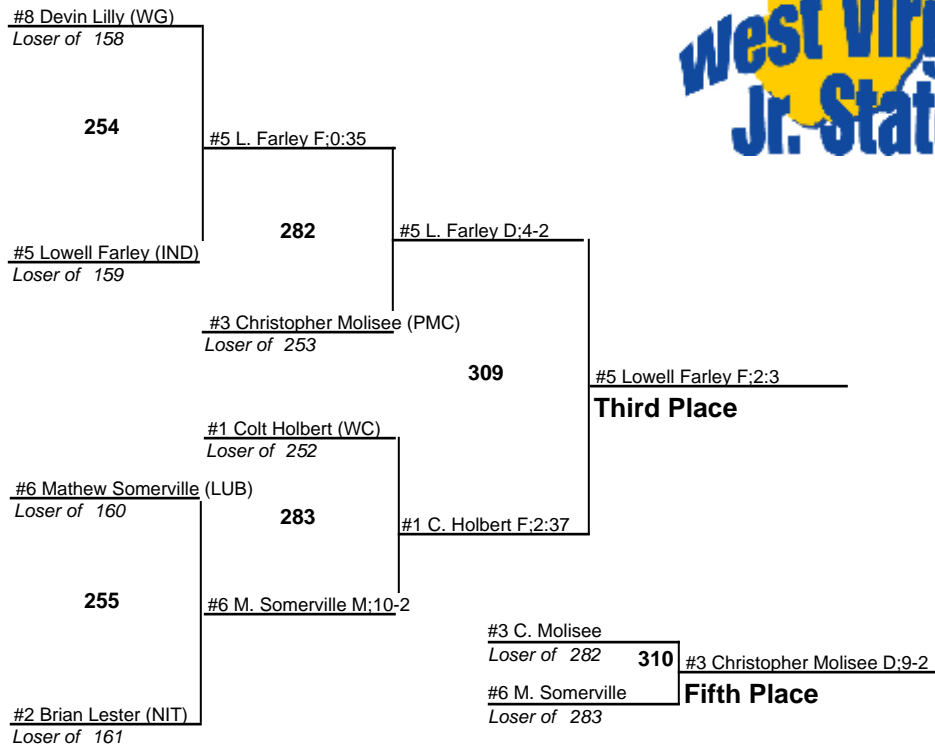 #8 Devin Lilly (WG)
Loser of 158
254
#5 L. Farley F;0:35
#5 Lowell Farley (IND)
Loser of 159
282
#5 L. Farley D;4-2
#3 Christopher Molisee (PMC)
Loser of 253
309
#5 Lowell Farley F;2:3
Third Place
#1 Colt Holbert (WC)
Loser of 252
#6 Mathew Somerville (LUB)
Loser of 160
283
#1 C. Holbert F;2:37
255
#6 M. Somerville M;10-2
#2 Brian Lester (NIT)
Loser of 161
#3 C. Molisee
Loser of 282
310
#3 Christopher Molisee D;9-2
Fifth Place
#6 M. Somerville
Loser of 283
West Vir
Jr. Stat